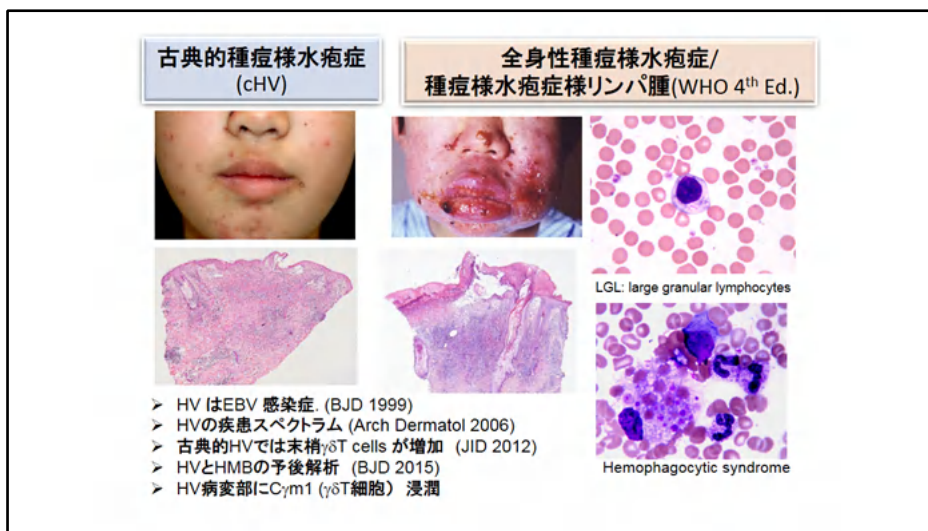 古典的種痘様水疱症
(cHV)
全身性種痘様水疱症/
種痘様水疱症様リンパ腫(WHO 4th Ed.)
LGL: large granular lymphocytes
➢ HV はEBV 感染症. (BJD 1999)
➢ HVの疾患スペクトラム (Arch Dermatol 2006)
➢ 古典的HVでは末梢γδT cells が増加 (JID 2012)
➢ HVとHMBの予後解析 (BJD 2015)
➢ HV病変部にCγm1 (γδT細胞） 浸潤
Hemophagocytic syndrome